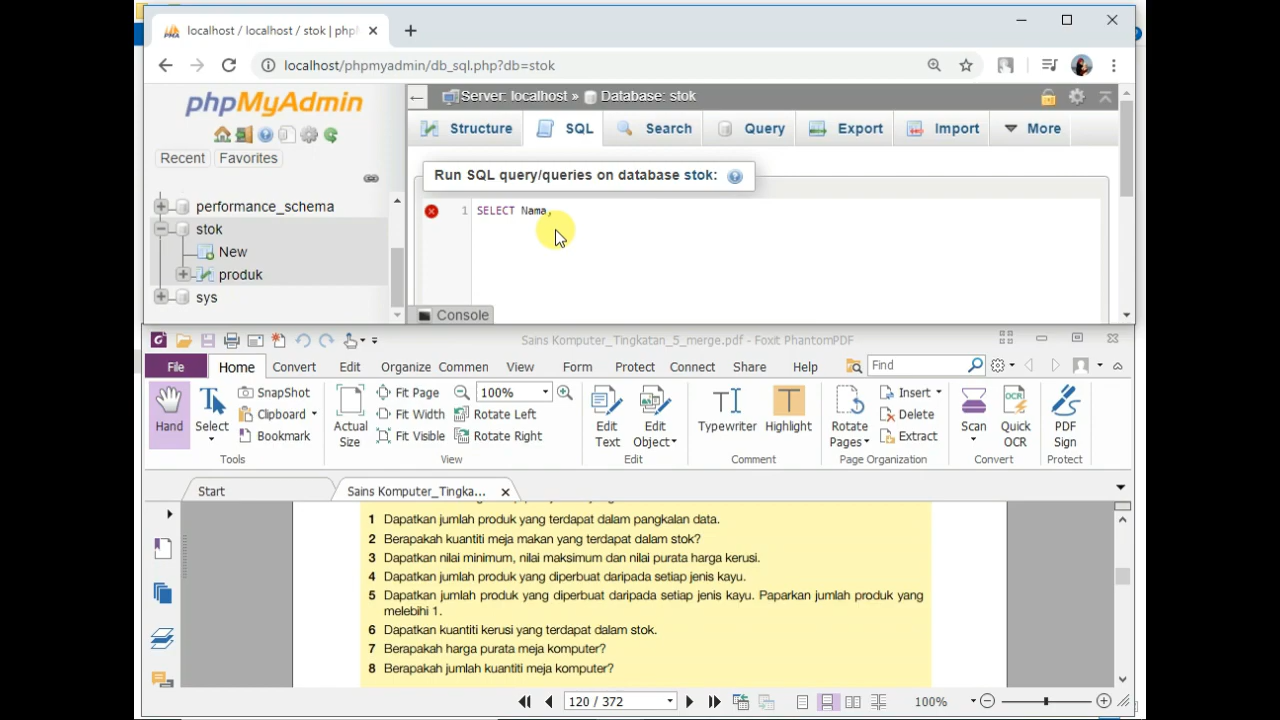 localhost / localhost / stok | php
localhost/phpmyadmin/db_sql.php?db=stok
phpMyAdmin
Recent
Favorites
performance_schema
stok
New
produk
sys
Server: localhost » Database: stok
Structure
SQL
Search
Query
Export
Import
More
Run SQL query/queries on database stok:
1
SELECT Nama,
Console
Sains Komputer_Tingkatan_5_merge.pdf - Foxit PhantomPDF
File
Home
Convert
Edit
Organize
Commen
View
Form
Protect
Connect
Share
Help
Find
Hand
Select
SnapShot
Clipboard
Bookmark
Tools
Actual
Size
Fit Page
Fit Width
Fit Visible
100%
Rotate Left
Rotate Right
View
Edit
Text
Edit
Object
Edit
Typewriter
Highlight
Comment
Rotate
Pages
Insert
Delete
Extract
Page Organization
Scan
Quick
OCR
Convert
PDF
Sign
Protect
Start
Sains Komputer_Tingka...
1 Dapatkan jumlah produk yang terdapat dalam pangkalan data.
2 Berapakah kuantiti meja makan yang terdapat dalam stok?
3 Dapatkan nilai minimum, nilai maksimum dan nilai purata harga kerusi.
4 Dapatkan jumlah produk yang diperbuat daripada setiap jenis kayu.
5 Dapatkan jumlah produk yang diperbuat daripada setiap jenis kayu. Paparkan jumlah produk yang
melebihi 1.
6 Dapatkan kuantiti kerusi yang terdapat dalam stok.
7 Berapakah harga purata meja komputer?
8 Berapakah jumlah kuantiti meja komputer?
120 / 372
100%